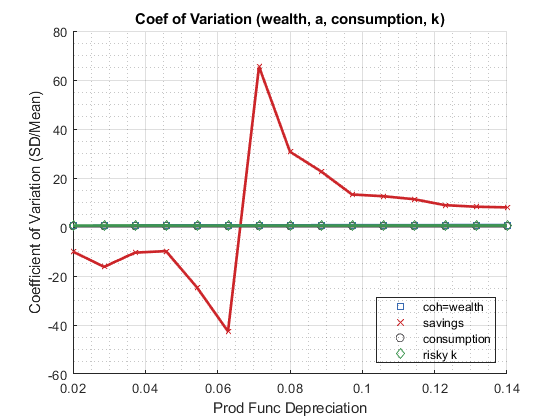 Coef of Variation (wealth, a, consumption, k)
Coefficient of Variation (SD/Mean)
80
60
40
20
0
-20
-40
-60
0.02
0.04
0.06
0.08
0.1
0.12
0.14
Prod Func Depreciation
coh=wealth
savings
consumption
risky k